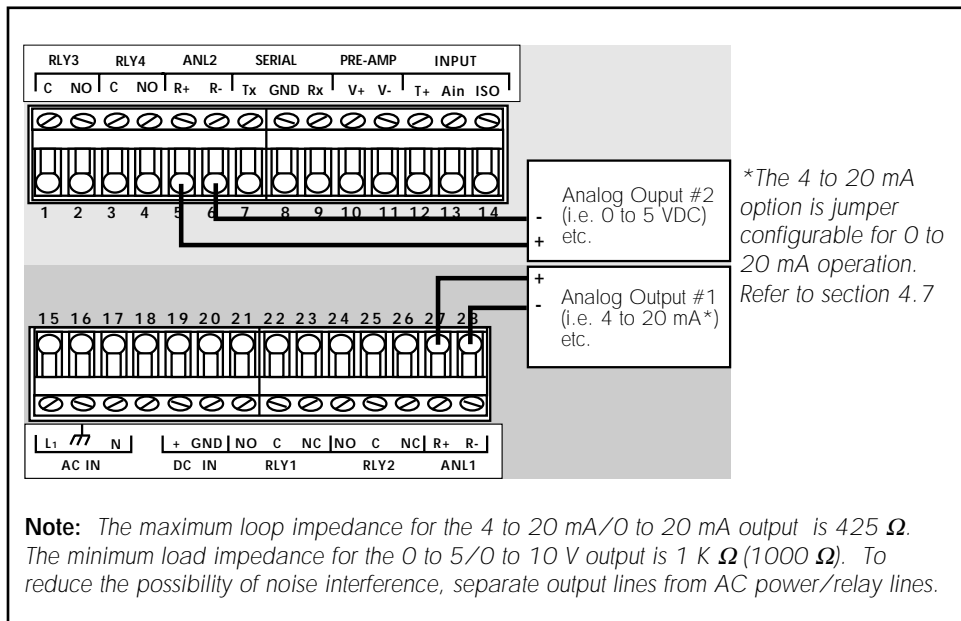 RLY3 RLY4 ANL2 SERIAL PRE-AMP INPUT
C NO C NO R+ R- Tx GND Rx V+ V- T+ Ain ISO
1 2 3 4 5 6 7 8 9 10 11 12 13 14
Analog Ouput #2
(i.e. 0 to 5 VDC)
etc.
-
+
*The 4 to 20 mA
option is jumper
configurable for 0 to
20 mA operation.
Refer to section 4.7
+
-
Analog Output #1
(i.e. 4 to 20 mA*)
etc.
15 16 17 18 19 20 21 22 23 24 25 26 27 28
L1 N + GND NO C NC NO C NC R+ R-
AC IN DC IN RLY1 RLY2 ANL1
Note: The maximum loop impedance for the 4 to 20 mA/0 to 20 mA output is 425 Ω.
The minimum load impedance for the 0 to 5/0 to 10 V output is 1 K Ω (1000 Ω). To
reduce the possibility of noise interference, separate output lines from AC power/relay lines.